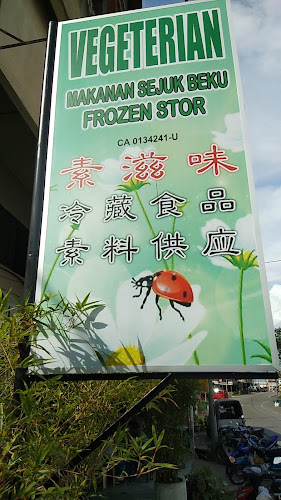 VEGETERIAN
MAKANAN SEJUK BEKU
FROZEN STOR
CA 0134241-U
素滋味
冷藏食品
素料供应